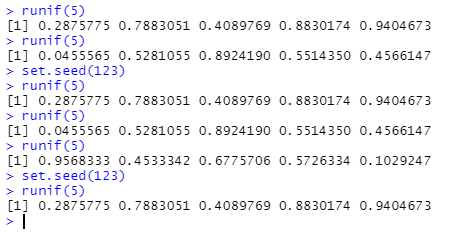 > runif(5)
[1] 0.2875775 0.7883051 0.4089769 0.8830174 0.9404673
> runif(5)
[1] 0.0455565 0.5281055 0.8924190 0.5514350 0.4566147
> set.seed(123)
> runif(5)
[1] 0.2875775 0.7883051 0.4089769 0.8830174 0.9404673
> runif(5)
[1] 0.0455565 0.5281055 0.8924190 0.5514350 0.4566147
> runif(5)
[1] 0.9568333 0.4533342 0.6775706 0.5726334 0.1029247
> set.seed(123)
> runif(5)
[1] 0.2875775 0.7883051 0.4089769 0.8830174 0.9404673
>